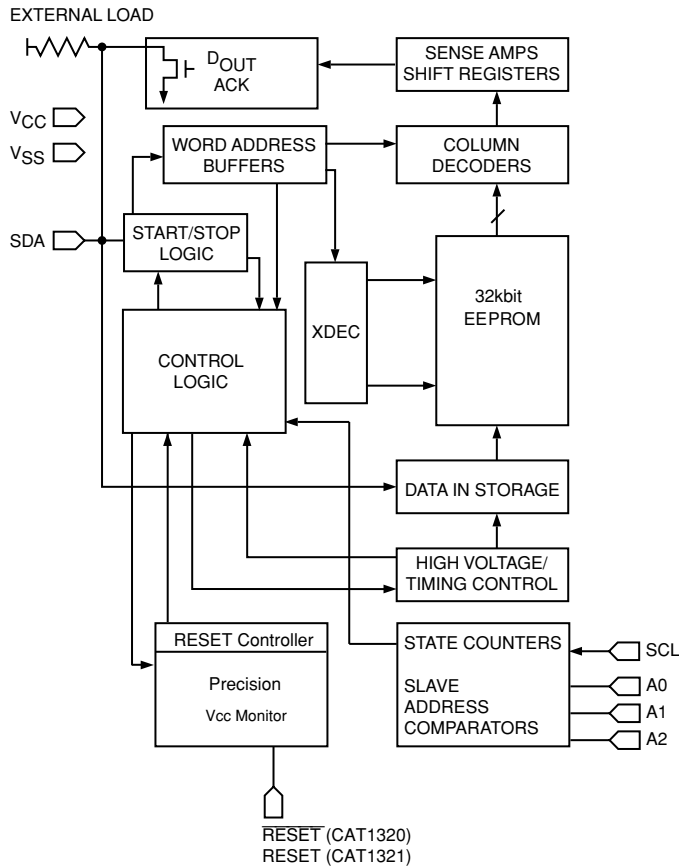 EXTERNAL LOAD
DOUT
ACK
SENSE AMPS
SHIFT REGISTERS
VCC
VSS
WORD ADDRESS
BUFFERS
COLUMN
DECODERS
SDA
START/STOP
LOGIC
XDEC
32kbit
EEPROM
CONTROL
LOGIC
DATA IN STORAGE
HIGH VOLTAGE/
TIMING CONTROL
RESET Controller
Precision
Vcc Monitor
STATE COUNTERS
SLAVE
ADDRESS
COMPARATORS
SCL
A0
A1
A2
RESET (CAT1320)
RESET (CAT1321)